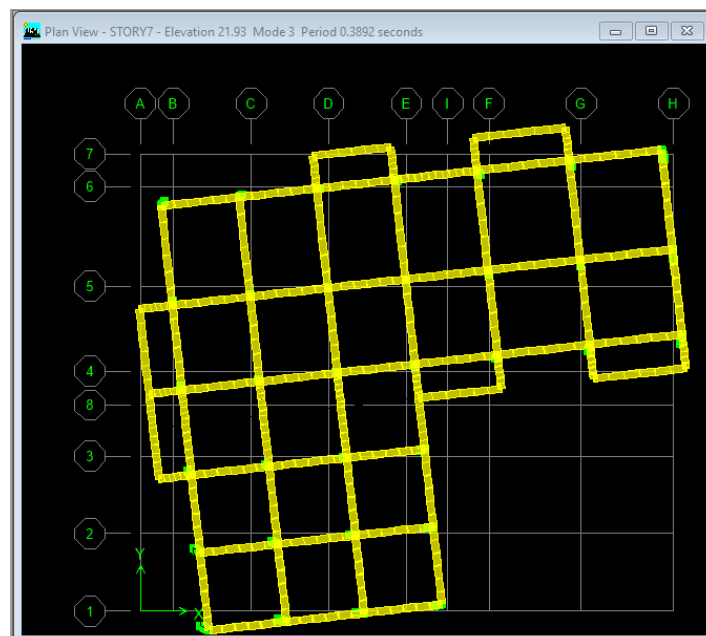 Plan View - STORY7 - Elevation 21.93 Mode 3 Period 0.3892 seconds
A B C D E I F G H
7
6
5
4
8
3
2
Y
X
1